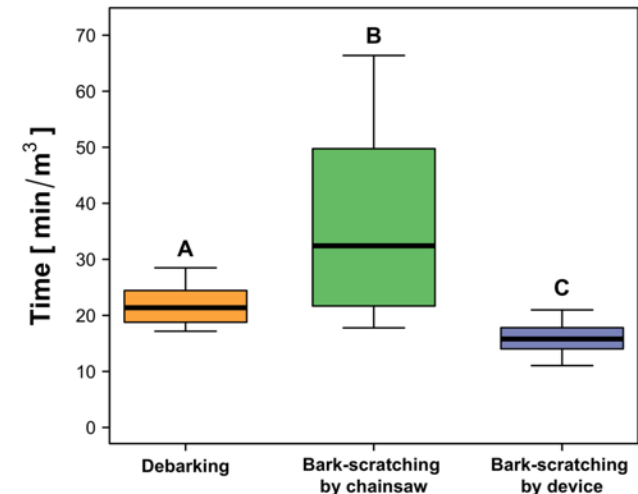 Time [ min/m³ ]
70
60
50
40
30
20
10
0
A
B
C
Debarking
Bark-scratching
by chainsaw
Bark-scratching
by device